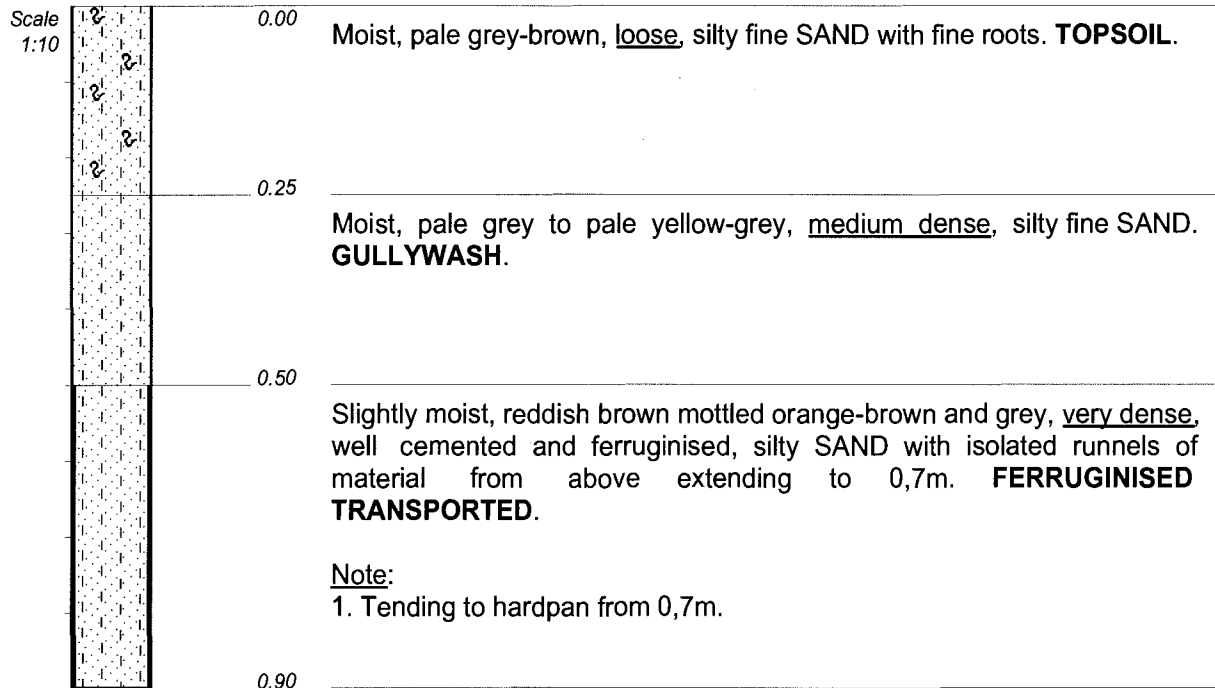 Scale
1:10
0.00
Moist, pale grey-brown, loose, silty fine SAND with fine roots. TOPSOIL.
0.25
Moist, pale grey to pale yellow-grey, medium dense, silty fine SAND.
GULLYWASH.
0.50
Slightly moist, reddish brown mottled orange-brown and grey, very dense,
well cemented and ferruginised, silty SAND with isolated runnels of
material from above extending to 0,7m. FERRUGINISED
TRANSPORTED.
Note:
1. Tending to hardpan from 0,7m.
0.90